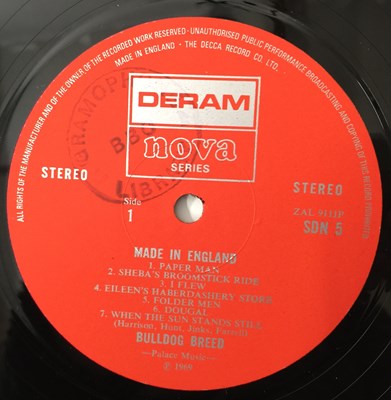 ALL RIGHTS OF THE MANUFACTURER AND OF THE OWNER OF THE RECORDED WORK RESERVED · UNAUTHORISED PUBLIC PERFORMANCE BROADCASTING AND COPYING OF THIS RECORD PROHIBITED
MADE IN ENGLAND · THE DECCA RECORD CO. LTD.
DERAM
nova
SERIES
GRAMOPH
BBC
LIBR
STEREO
STEREO
Side
1
ZAL 9111P
SDN 5
MADE IN ENGLAND
1. PAPER MAN
2. SHEBA'S BROOMSTICK RIDE
3. I FLEW
4. EILEEN'S HABERDASHERY STORE
5. FOLDER MEN
6. DOUGAL
7. WHEN THE SUN STANDS STILL
(Harrison, Hunt, Jinks,
BULLDOG BREED
—Palace Music—
℗ 1969